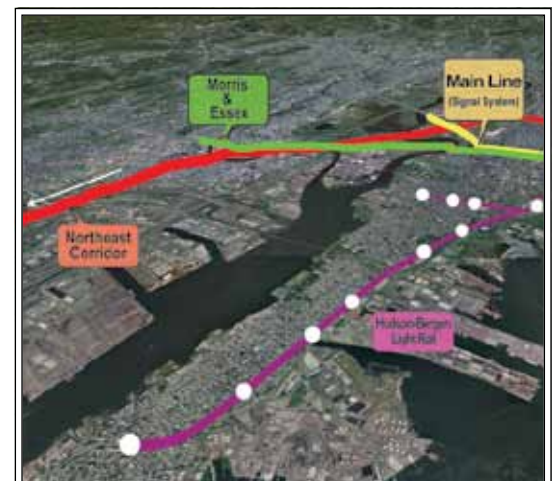 Morris
&
Essex
Main Line
(Signal System)
Northeast
Corridor
Hudson-Bergen
Light Rail